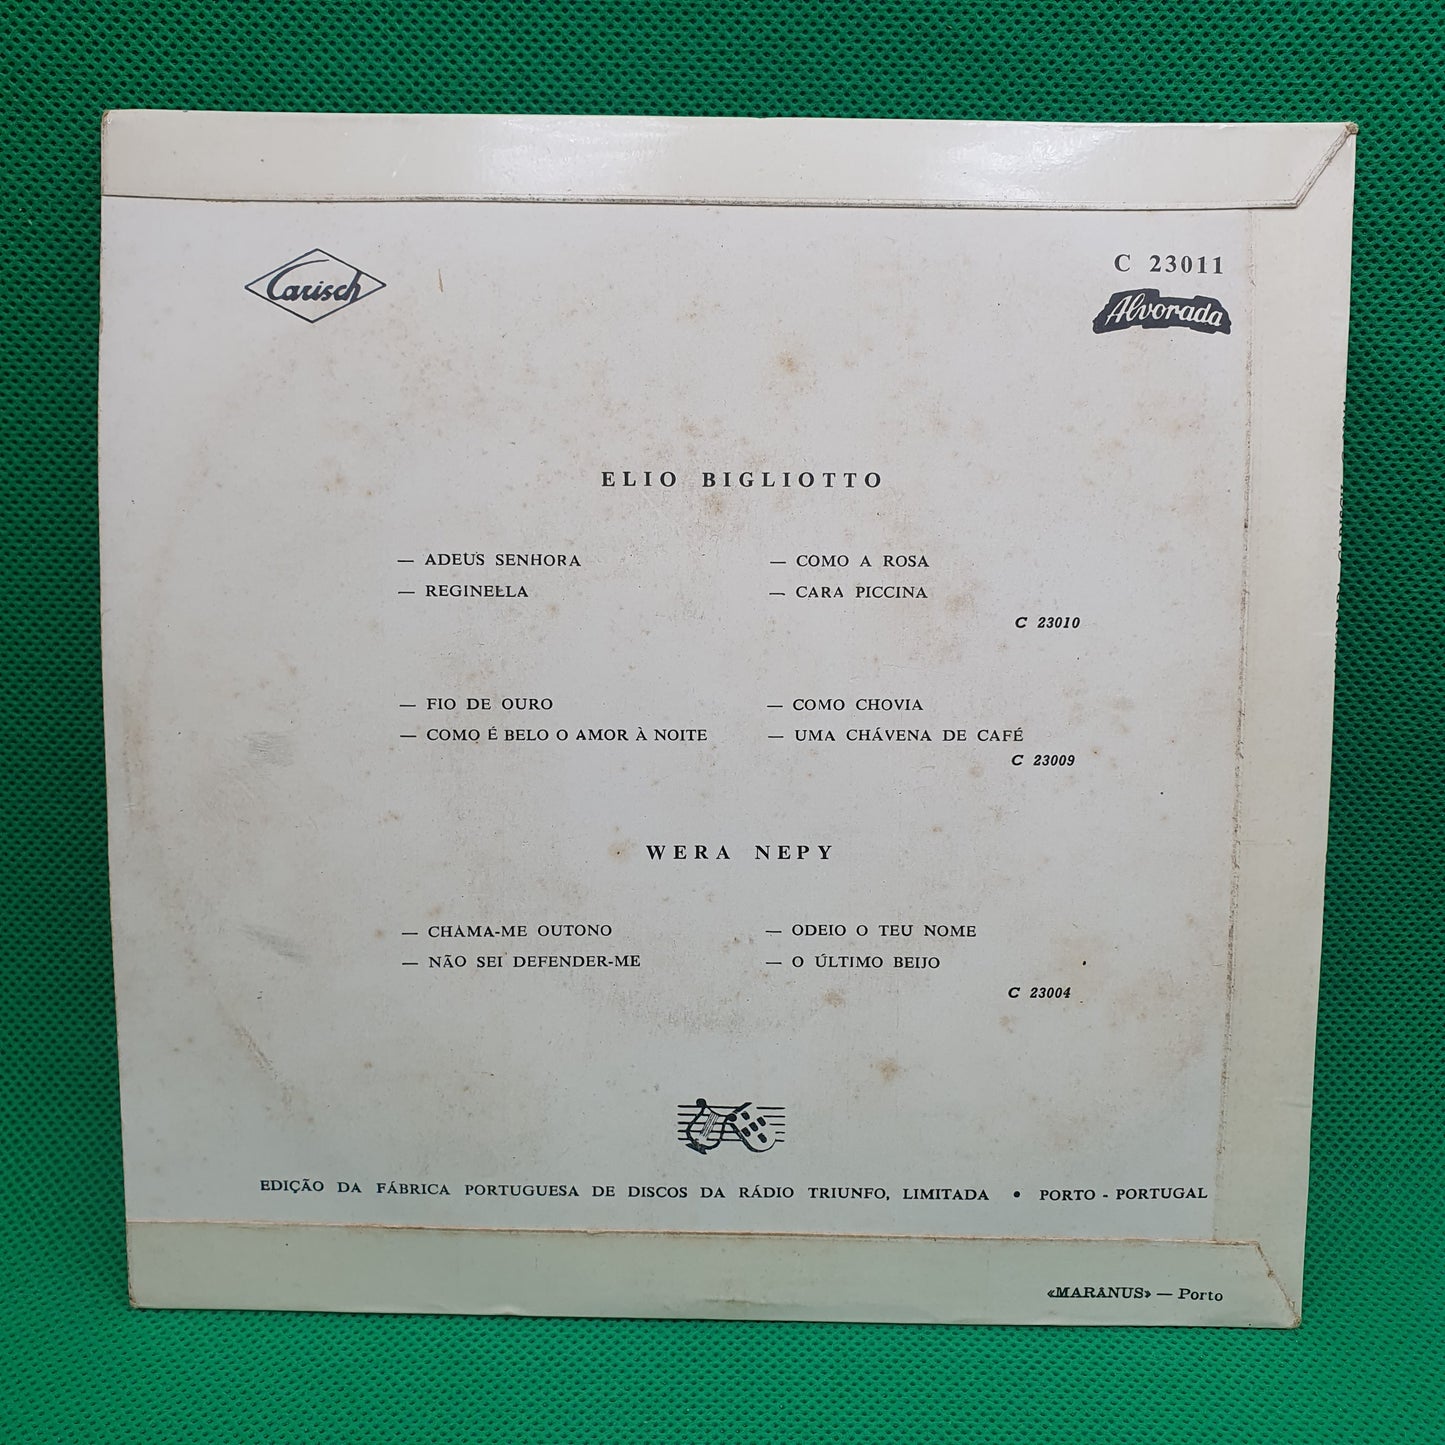 Carisch
C 23011
Alvorada
ELIO BIGLIOTTO
— ADEUS SENHORA — COMO A ROSA
— REGINELLA — CARA PICCINA
C 23010
— FIO DE OURO — COMO CHOVIA
— COMO É BELO O AMOR À NOITE — UMA CHÁVENA DE CAFÉ
C 23009
WERA NEPY
— CHAMA-ME OUTONO — ODEIO O TEU NOME
— NÃO SEI DEFENDER-ME — O ÚLTIMO BEIJO
C 23004
EDIÇÃO DA FÁBRICA PORTUGUESA DE DISCOS DA RÁDIO TRIUNFO, LIMITADA • PORTO - PORTUGAL
«MARANUS» — Porto